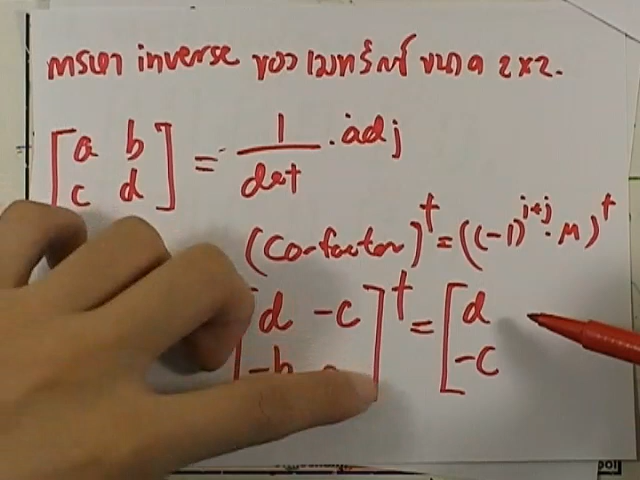 การหา inverse ของ เมทริกซ์ ขนาด 2x2.
[a b
c d] = 1/det . adj
(Co-factor)^t = ((-1)^i+j . M)^t
[d -c
-b a]^t = [d
-c